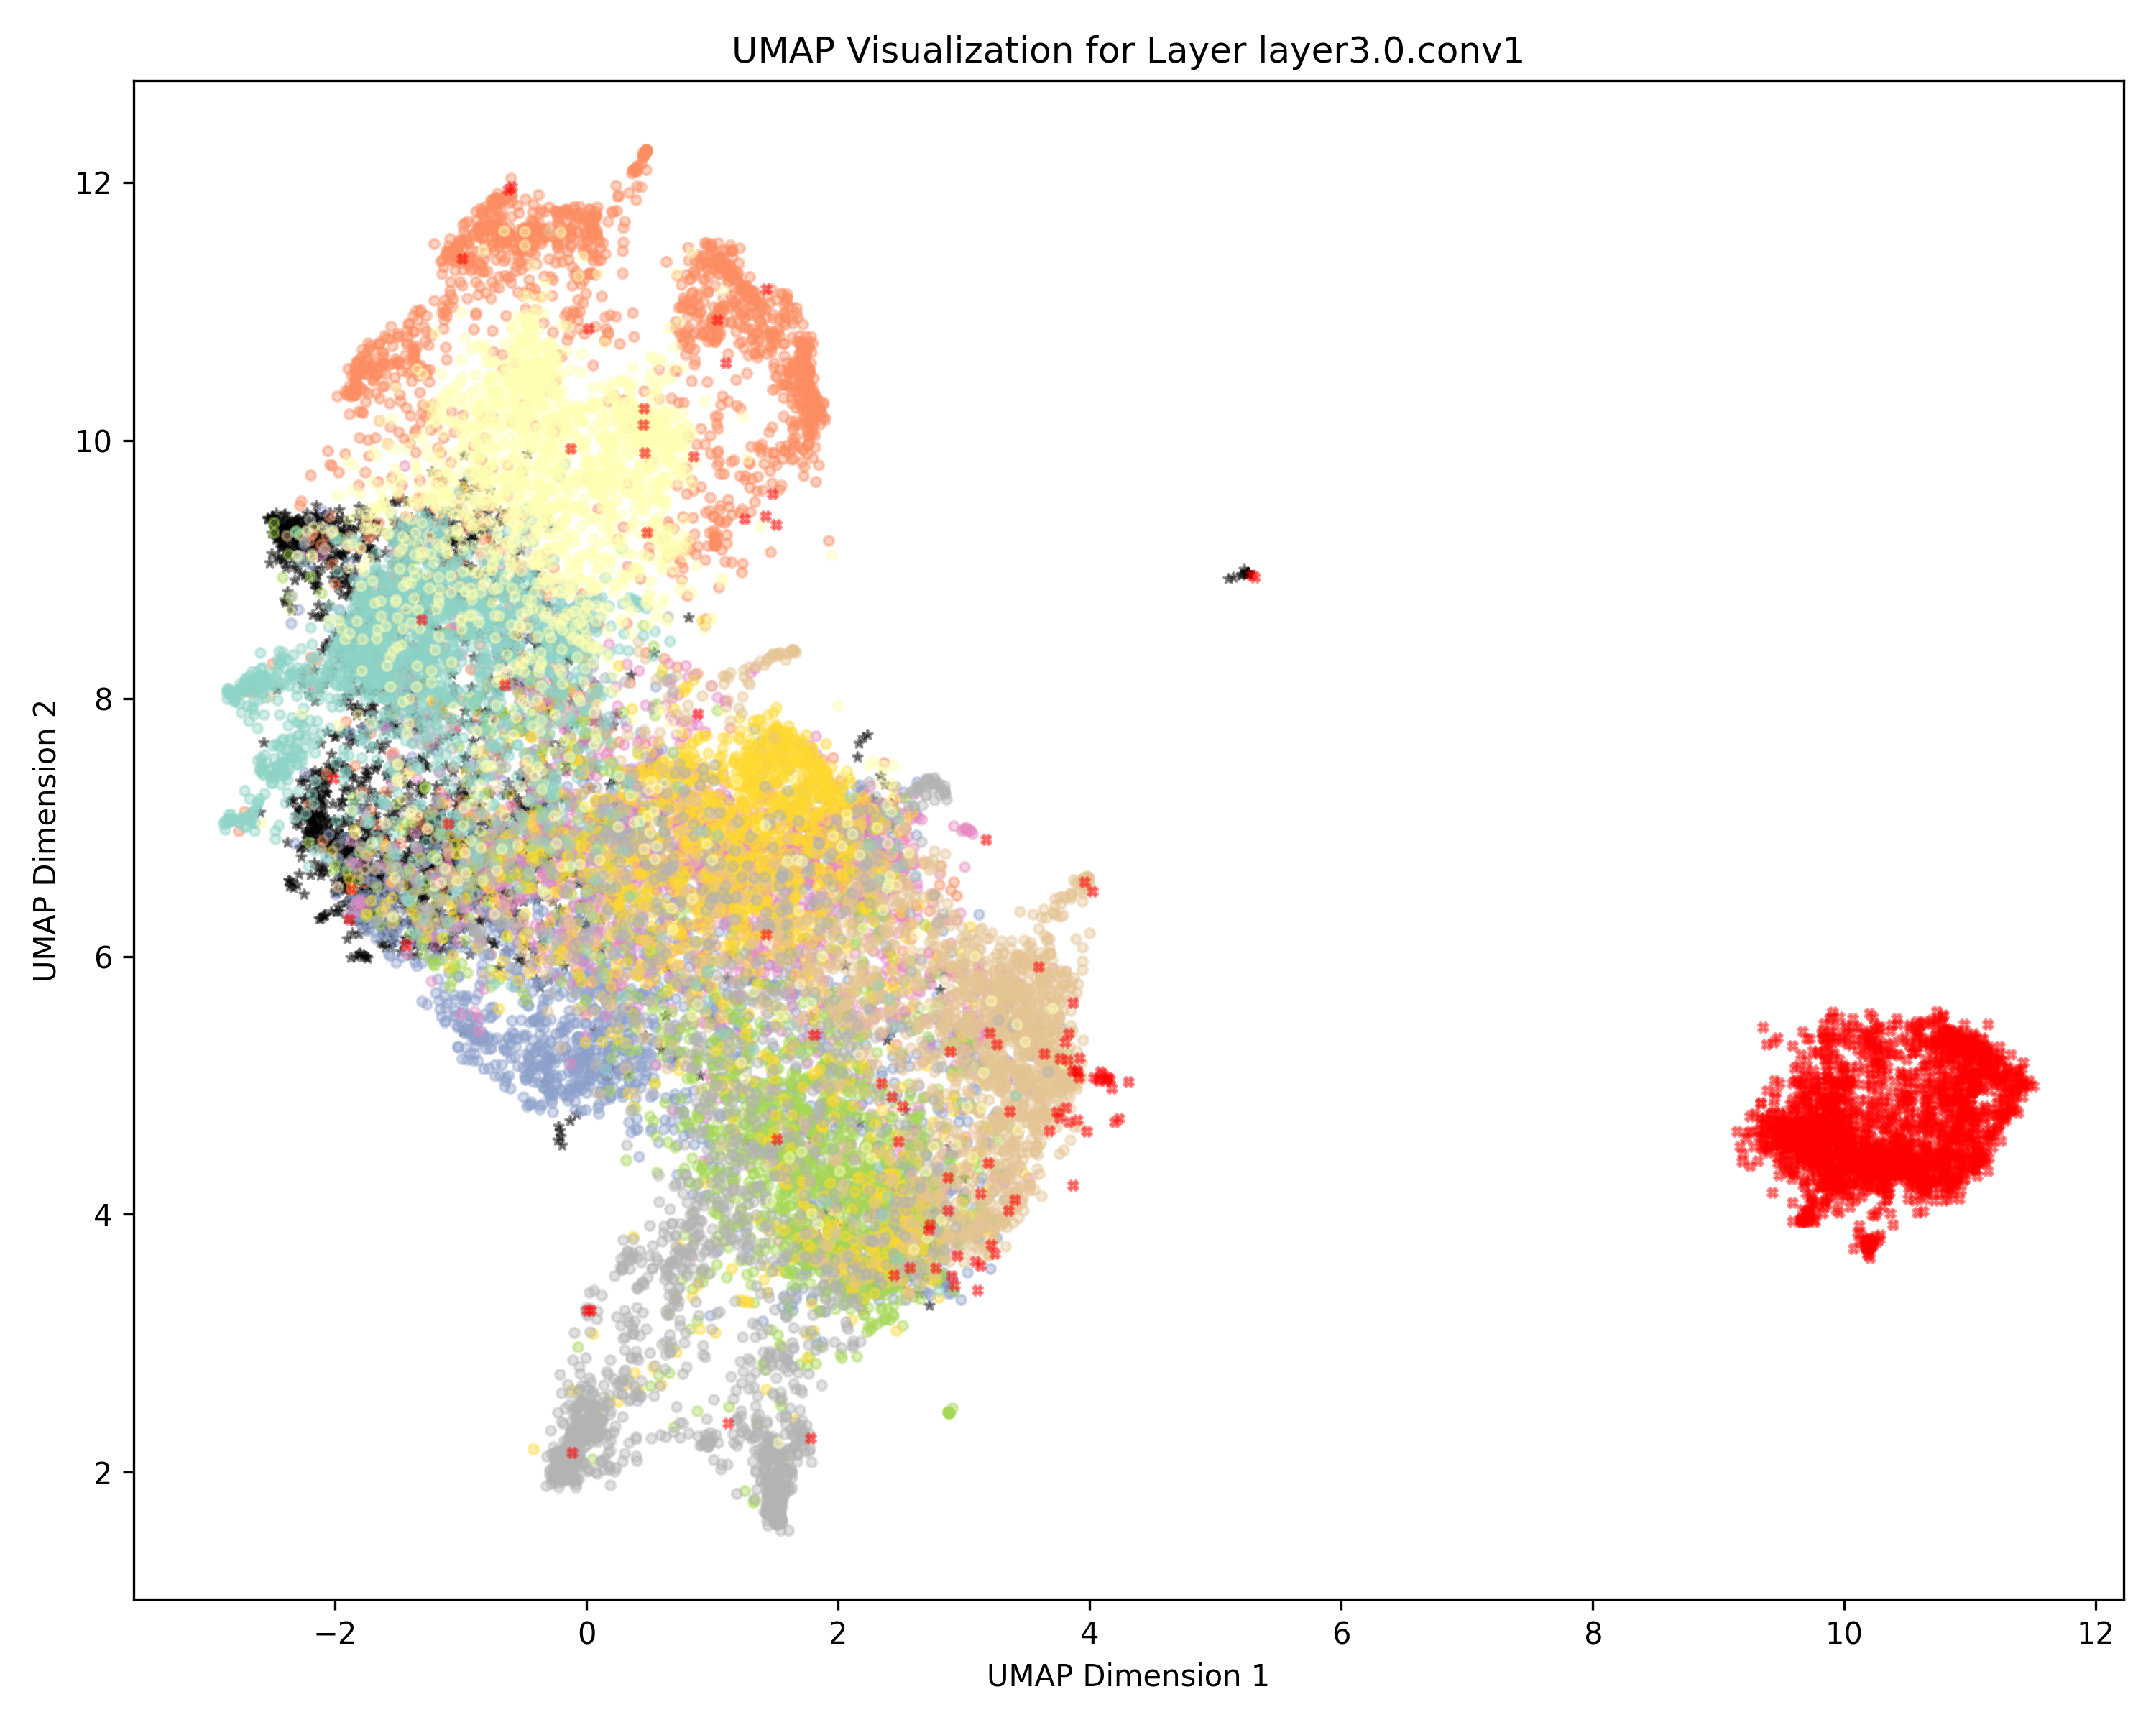 UMAP Visualization for Layer layer3.0.conv1
12
10
8
6
4
2
UMAP Dimension 2
−2 0 2 4 6 8 10 12
UMAP Dimension 1